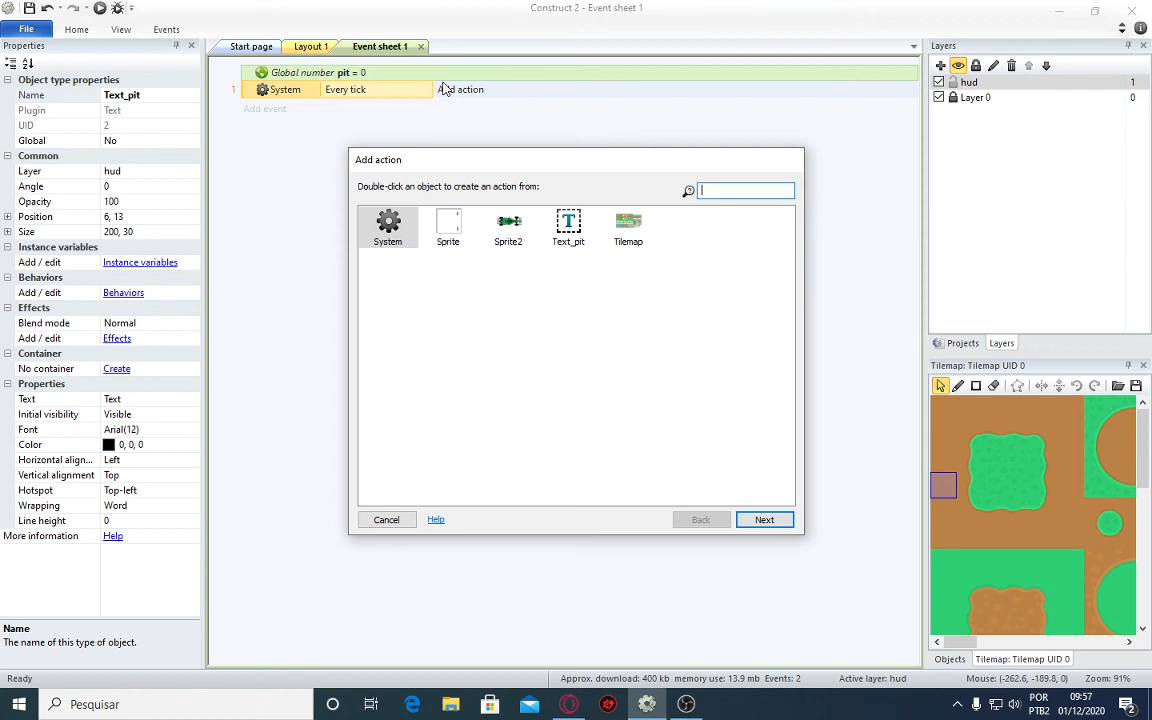 Construct 2 - Event sheet 1
File
Home
View
Events
Properties
Object type properties
Name Text_pit
Plugin Text
UID 2
Global No
Common
Layer hud
Angle 0
Opacity 100
Position 6, 13
Size 200, 30
Instance variables
Add / edit Instance variables
Behaviors
Add / edit Behaviors
Effects
Blend mode Normal
Add / edit Effects
Container
No container Create
Properties
Text Text
Initial visibility Visible
Font Arial(12)
Color 0, 0, 0
Horizontal align... Left
Vertical alignment Top
Hotspot Top-left
Wrapping Word
Line height 0
More information Help
Name
The name of this type of object.
Start page
Layout 1
Event sheet 1
Global number pit = 0
1 System Every tick Add action
Add event
Add action
Double-click an object to create an action from:
System
Sprite
Sprite2
T
Text_pit
Tilemap
Cancel
Help
Back
Next
Layers
hud 1
Layer 0 0
Projects
Layers
Tilemap: Tilemap UID 0
Objects
Tilemap: Tilemap UID 0
Ready
Approx. download: 400 kb memory use: 13.9 mb Events: 2
Active layer: hud
Mouse: (-262.6, -189.8, 0)
Zoom: 91%
Pesquisar
POR
PTB2
09:57
01/12/2020
2